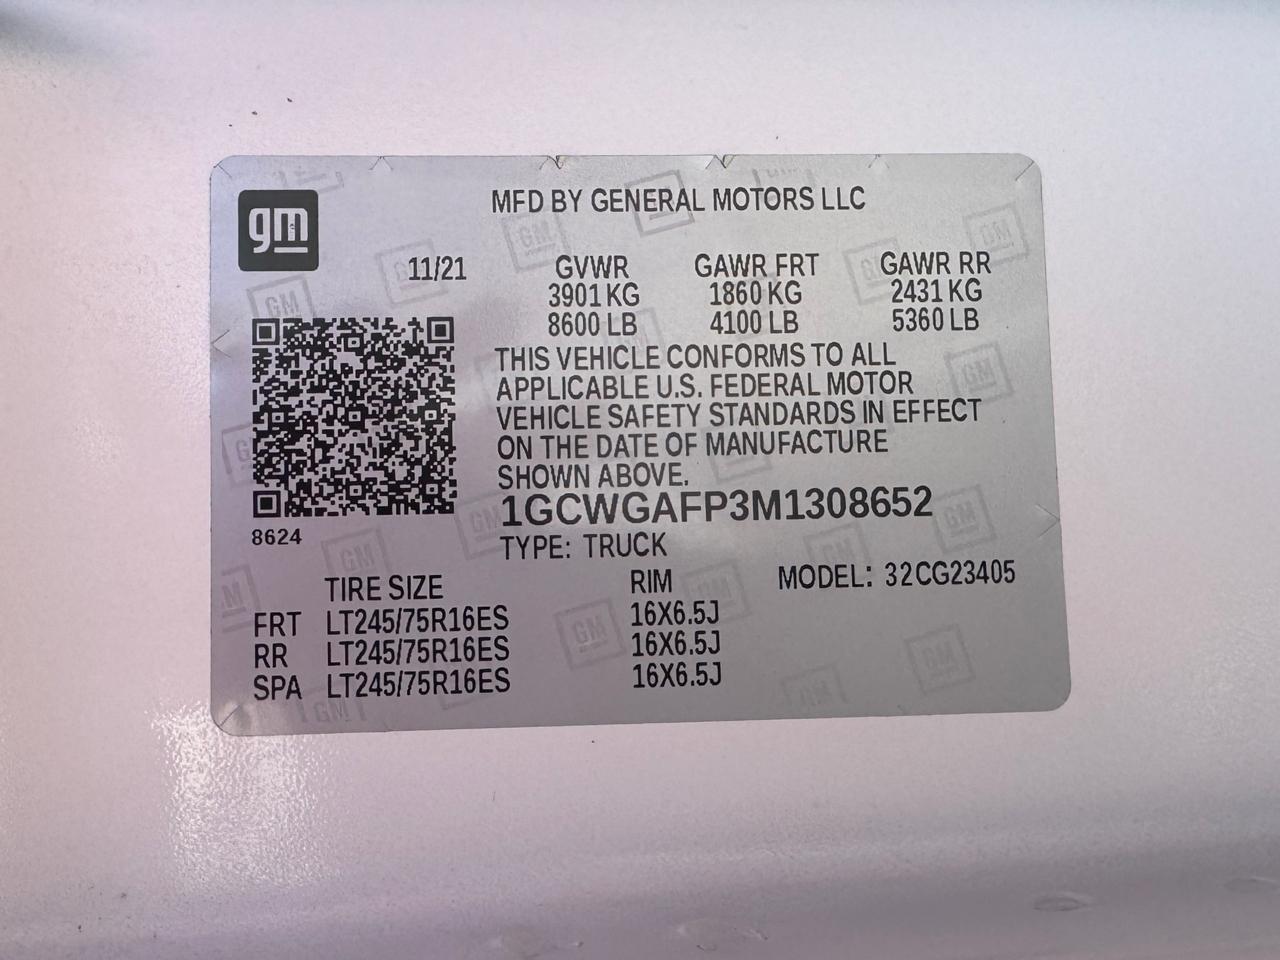 gm
MFD BY GENERAL MOTORS LLC
11/21 GVWR GAWR FRT GAWR RR
3901 KG 1860 KG 2431 KG
8600 LB 4100 LB 5360 LB
THIS VEHICLE CONFORMS TO ALL
APPLICABLE U.S. FEDERAL MOTOR
VEHICLE SAFETY STANDARDS IN EFFECT
ON THE DATE OF MANUFACTURE
SHOWN ABOVE.
1GCWGAFP3M1308652
8624
TYPE: TRUCK
TIRE SIZE RIM MODEL: 32CG23405
FRT LT245/75R16ES 16X6.5J
RR LT245/75R16ES 16X6.5J
SPA LT245/75R16ES 16X6.5J